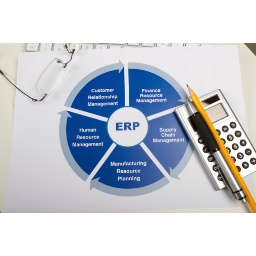 Customer
Relationship
Management
Finance
Resource
Management
Human
Resource
Management
ERP
Supply
Chain
Management
Manufacturing
Resource
Planning